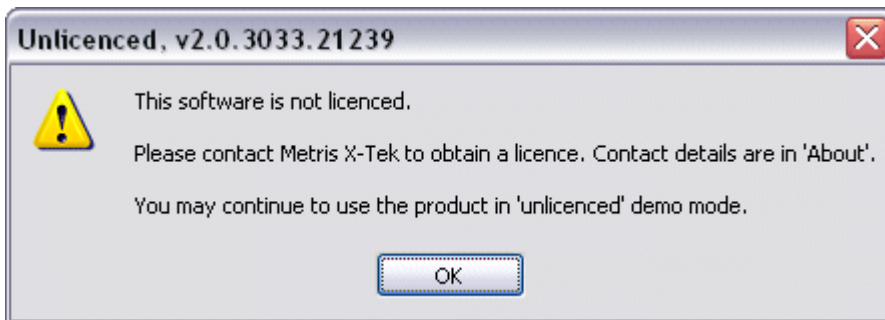 Unlicenced, v2.0.3033.21239
This software is not licenced.
Please contact Metris X-Tek to obtain a licence. Contact details are in 'About'.
You may continue to use the product in 'unlicenced' demo mode.
OK